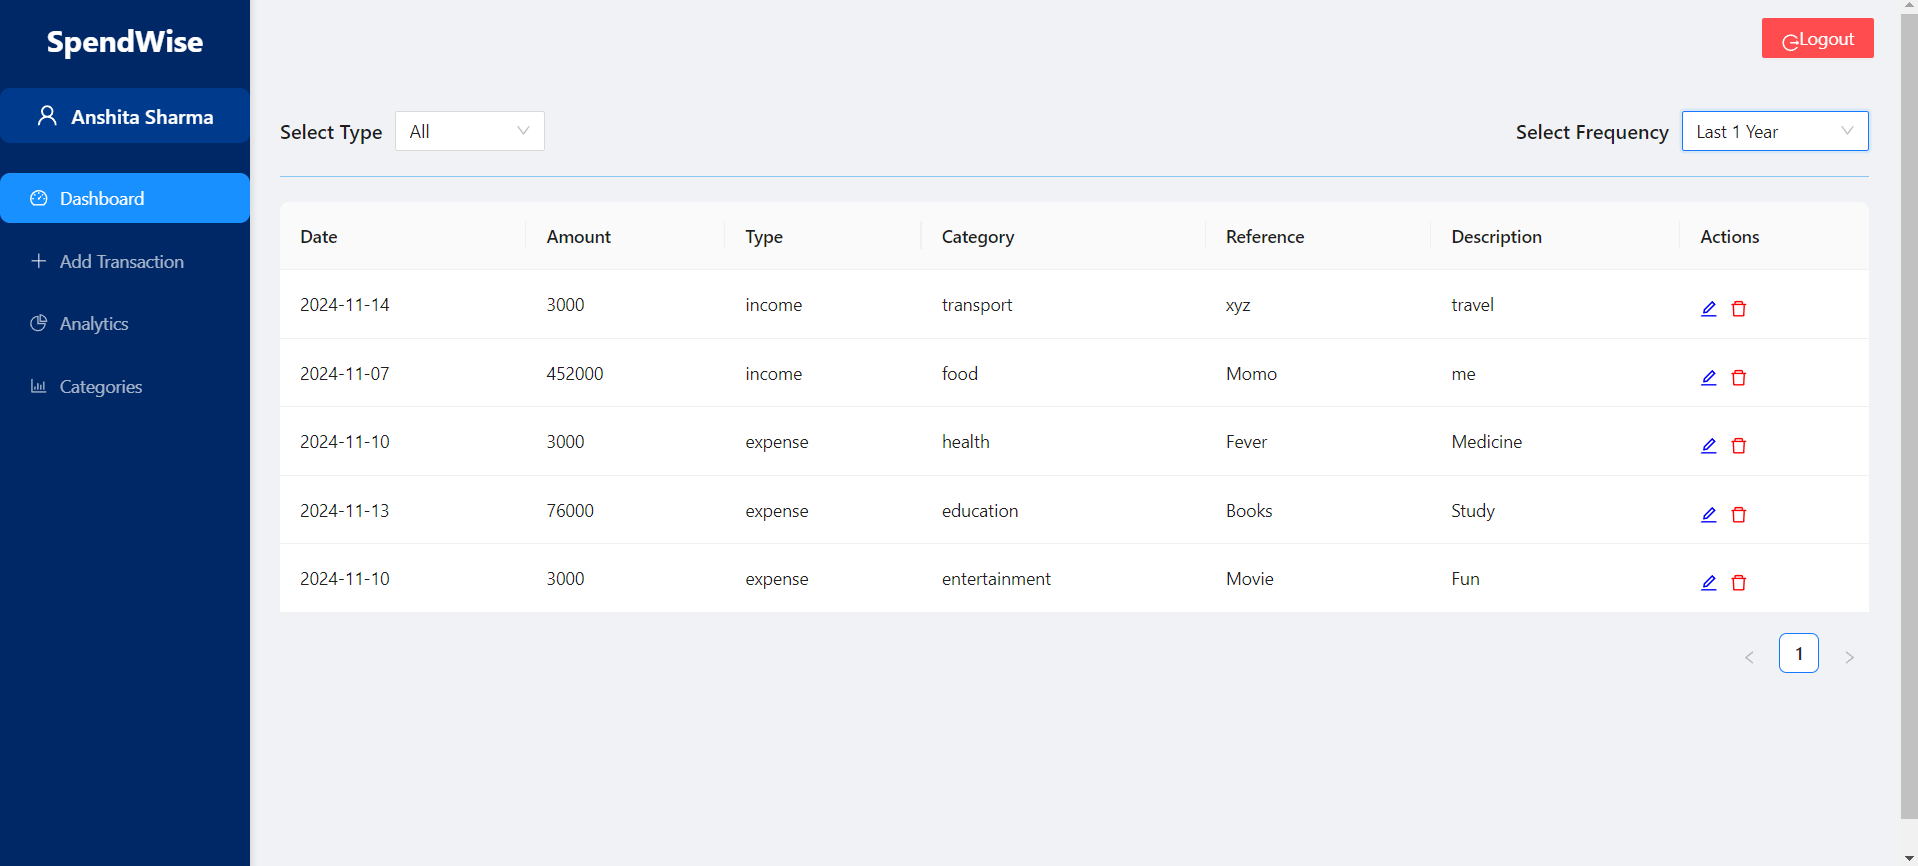 SpendWise
Anshita Sharma
Dashboard
Add Transaction
Analytics
Categories
Logout
Select Type All Select Frequency Last 1 Year
Date Amount Type Category Reference Description Actions
2024-11-14 3000 income transport xyz travel
2024-11-07 452000 income food Momo me
2024-11-10 3000 expense health Fever Medicine
2024-11-13 76000 expense education Books Study
2024-11-10 3000 expense entertainment Movie Fun
1